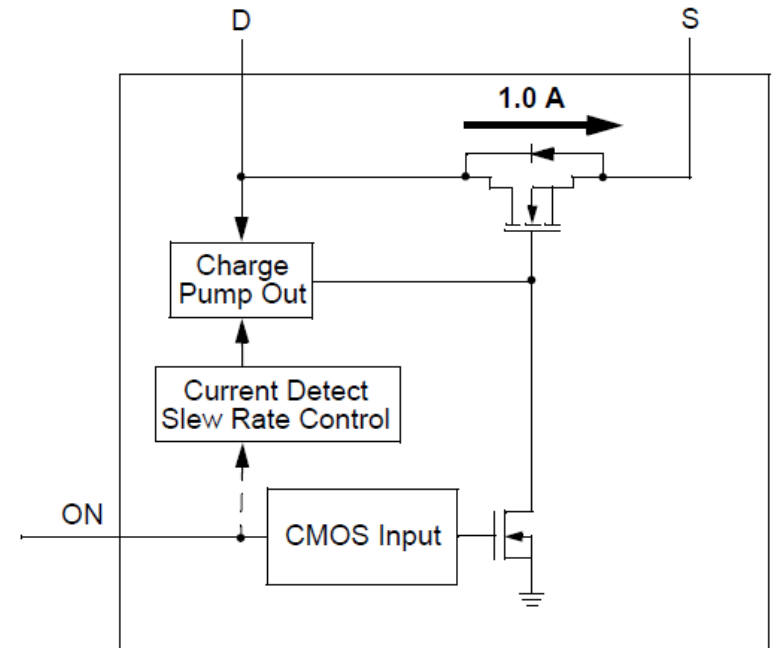 D
S
1.0 A
Charge
Pump Out
Current Detect
Slew Rate Control
ON
CMOS Input